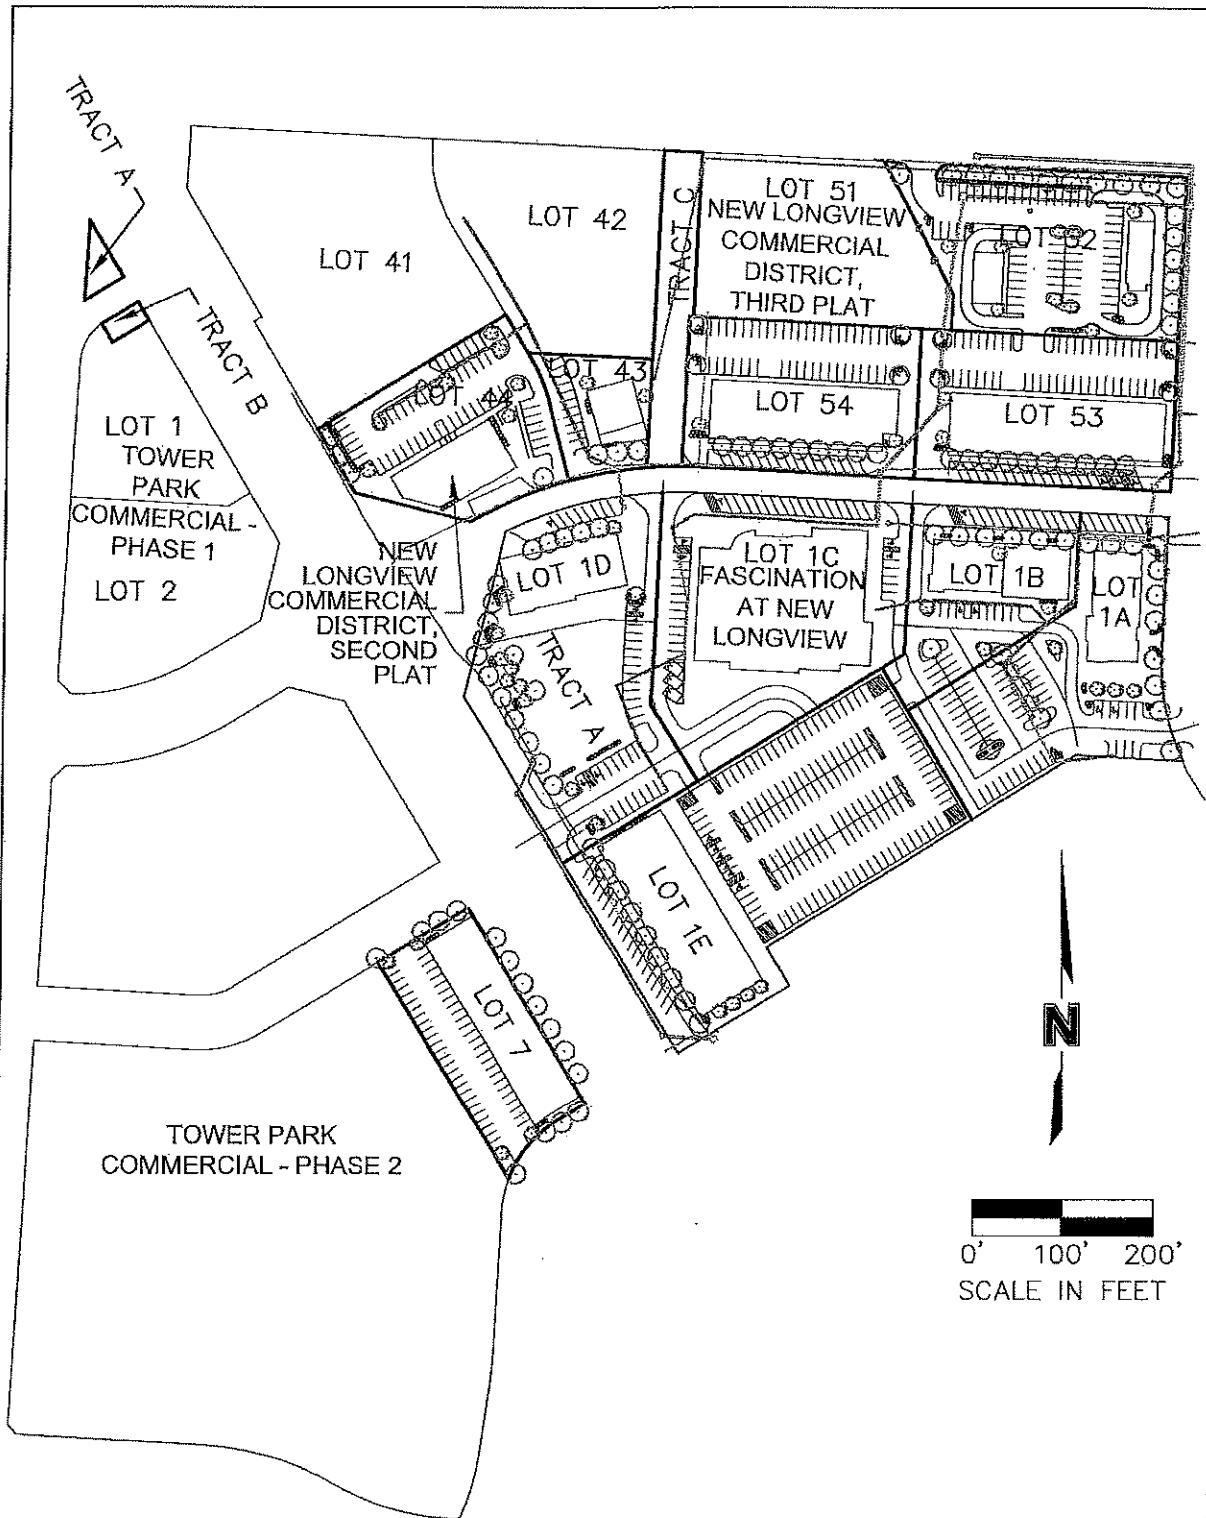 TRACT A
TRACT B
LOT 41
LOT 42
TRACT C
LOT 51
NEW LONGVIEW
COMMERCIAL
DISTRICT,
THIRD PLAT
LOT 52
LOT 1
TOWER
PARK
COMMERCIAL -
PHASE 1
LOT 2
LOT 44
LOT 43
LOT 54
LOT 53
NEW
LONGVIEW
COMMERCIAL
DISTRICT,
SECOND
PLAT
LOT 1D
LOT 1C
FASCINATION
AT NEW
LONGVIEW
LOT 1B
LOT
1A
TRACT A
LOT 1E
LOT 7
N
TOWER PARK
COMMERCIAL - PHASE 2
0' 100' 200'
SCALE IN FEET